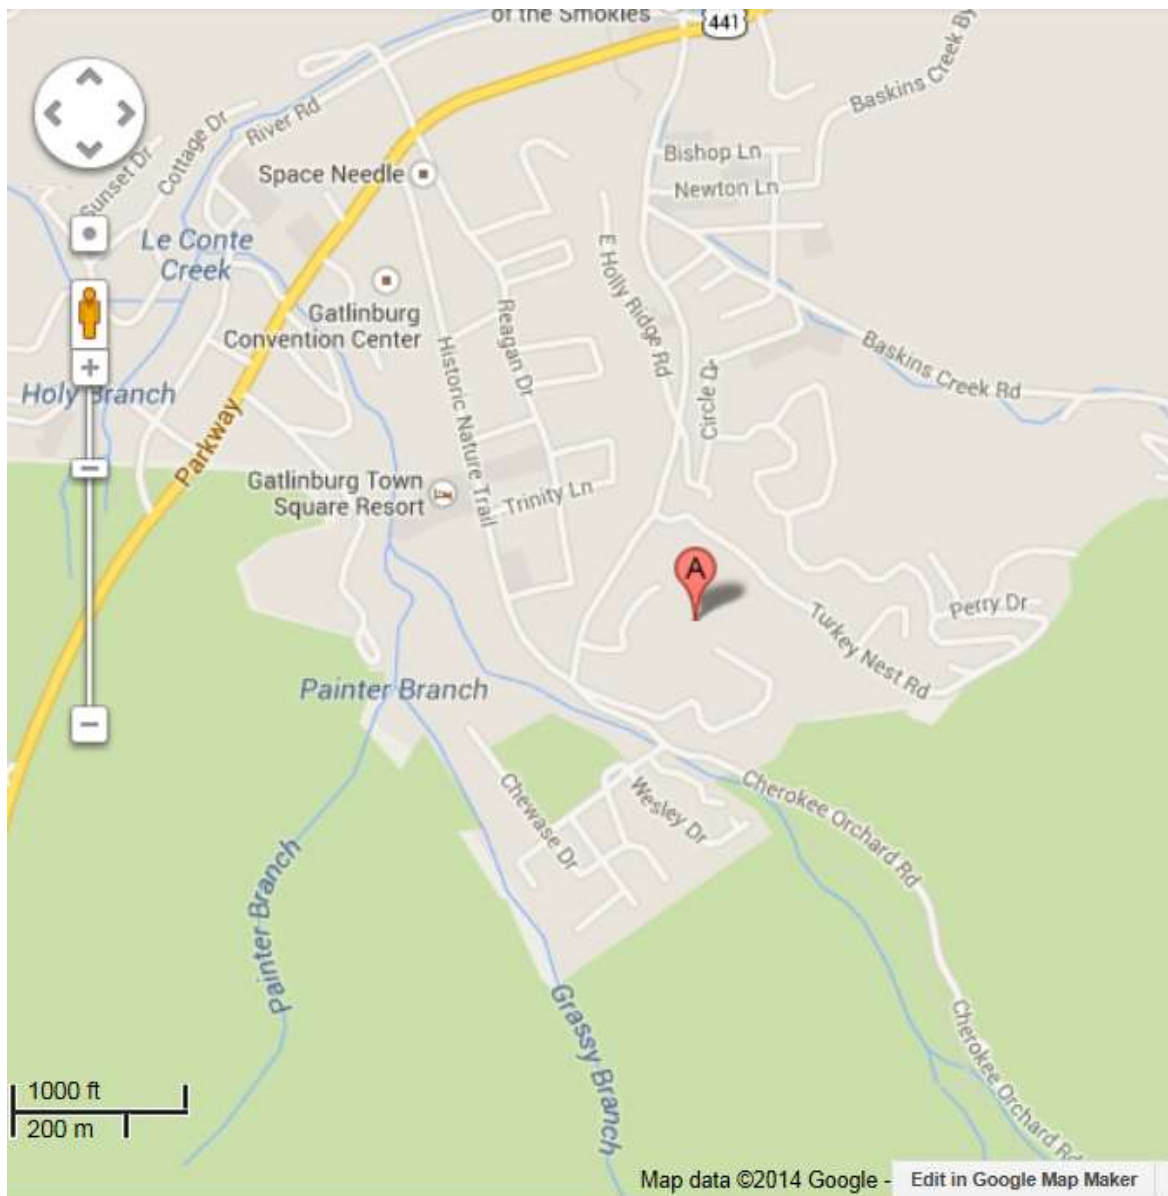 of the Smokies
441
Baskins Creek By
River Rd
Cottage Dr
Sunset Dr
Bishop Ln
Space Needle
Newton Ln
Le Conte
Creek
E Holly Ridge Rd
Gatlinburg
Convention Center
Reagan Dr
Historic Nature Trail
Baskins Creek Rd
Circle Dr
Holy Branch
Parkway
Gatlinburg Town
Square Resort
Trinity Ln
A
Perry Dr
Turkey Nest Rd
Painter Branch
Chewase Dr
Wesley Dr
Cherokee Orchard Rd
Painter Branch
Grassy Branch
Cherokee Orchard Rd
1000 ft
200 m
Map data ©2014 Google -
Edit in Google Map Maker